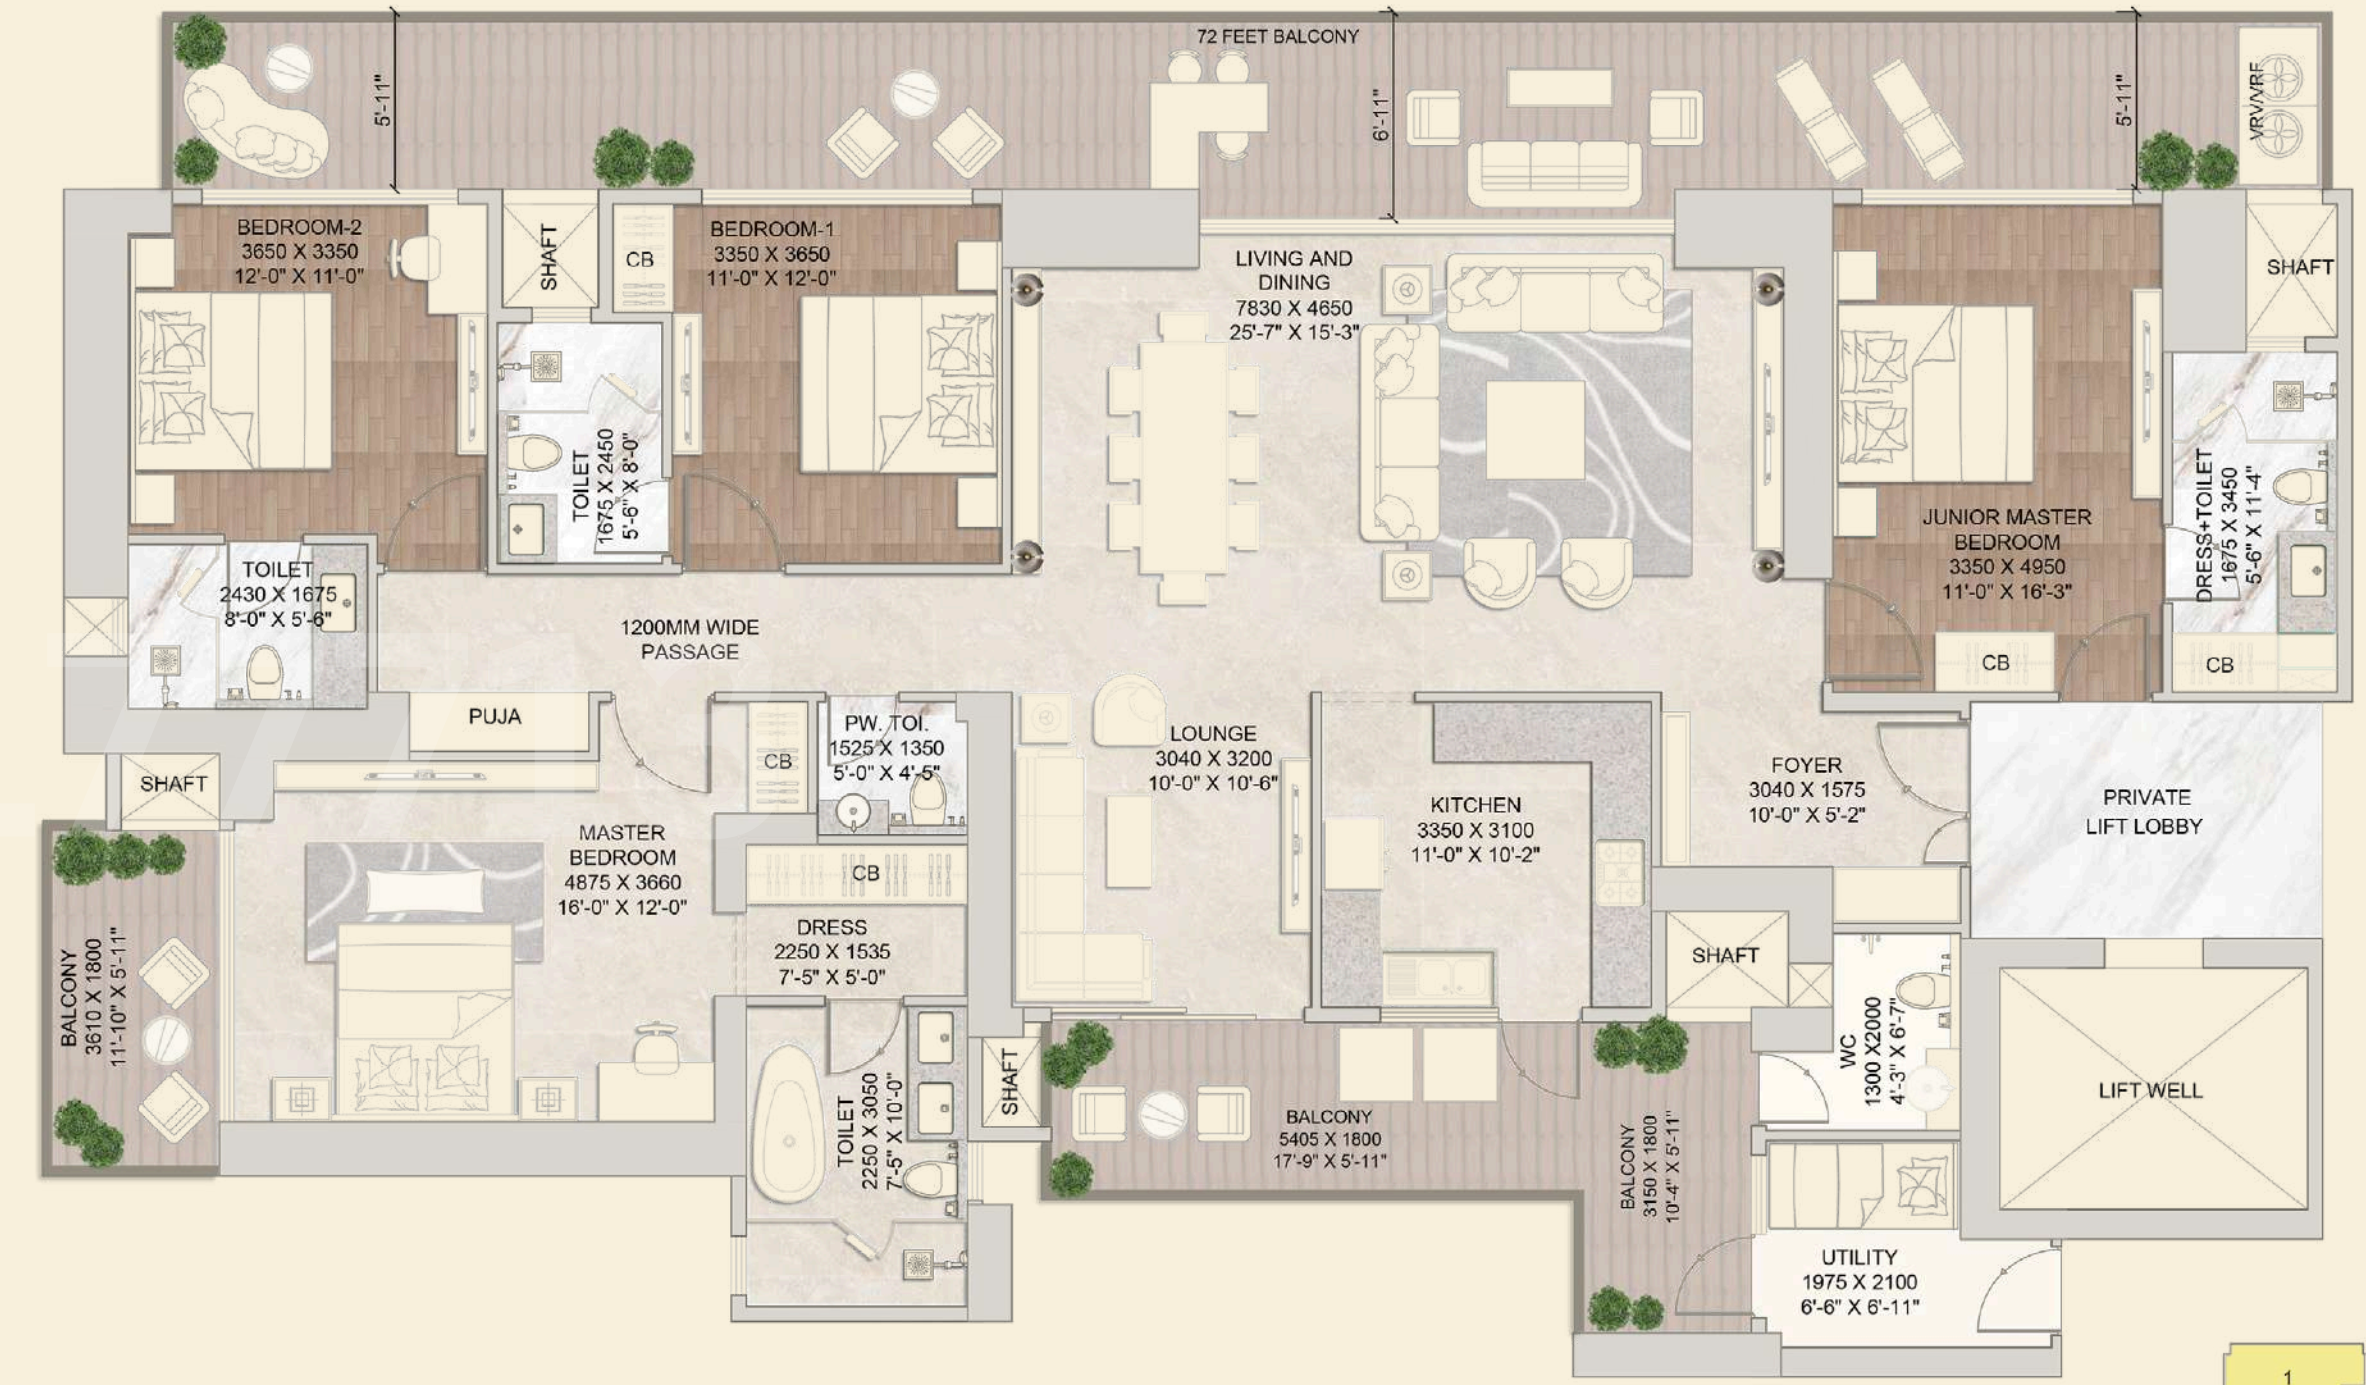 72 FEET BALCONY
5'-11"
6'-11"
5'-11"
VRV/VRF
BEDROOM-2
3650 X 3350
12'-0" X 11'-0"
SHAFT
CB
BEDROOM-1
3350 X 3650
11'-0" X 12'-0"
LIVING AND
DINING
7830 X 4650
25'-7" X 15'-3"
SHAFT
TOILET
1675 X 2450
5'-6" X 8'-0"
JUNIOR MASTER
BEDROOM
3350 X 4950
11'-0" X 16'-3"
DRESS+TOILET
1675 X 3450
5'-6" X 11'-4"
TOILET
2430 X 1675
8'-0" X 5'-6"
1200MM WIDE
PASSAGE
CB
CB
PUJA
PW. TOI.
1525 X 1350
5'-0" X 4'-5"
LOUNGE
3040 X 3200
10'-0" X 10'-6"
SHAFT
CB
FOYER
3040 X 1575
10'-0" X 5'-2"
PRIVATE
LIFT LOBBY
KITCHEN
3350 X 3100
11'-0" X 10'-2"
MASTER
BEDROOM
4875 X 3660
16'-0" X 12'-0"
CB
DRESS
2250 X 1535
7'-5" X 5'-0"
SHAFT
BALCONY
3610 X 1800
11'-10" X 5'-11"
WC
1300 X2000
4'-3" X 6'-7"
SHAFT
LIFT WELL
TOILET
2250 X 3050
7'-5" X 10'-0"
BALCONY
5405 X 1800
17'-9" X 5'-11"
BALCONY
3150 X 1800
10'-4" X 5'-11"
UTILITY
1975 X 2100
6'-6" X 6'-11"
1